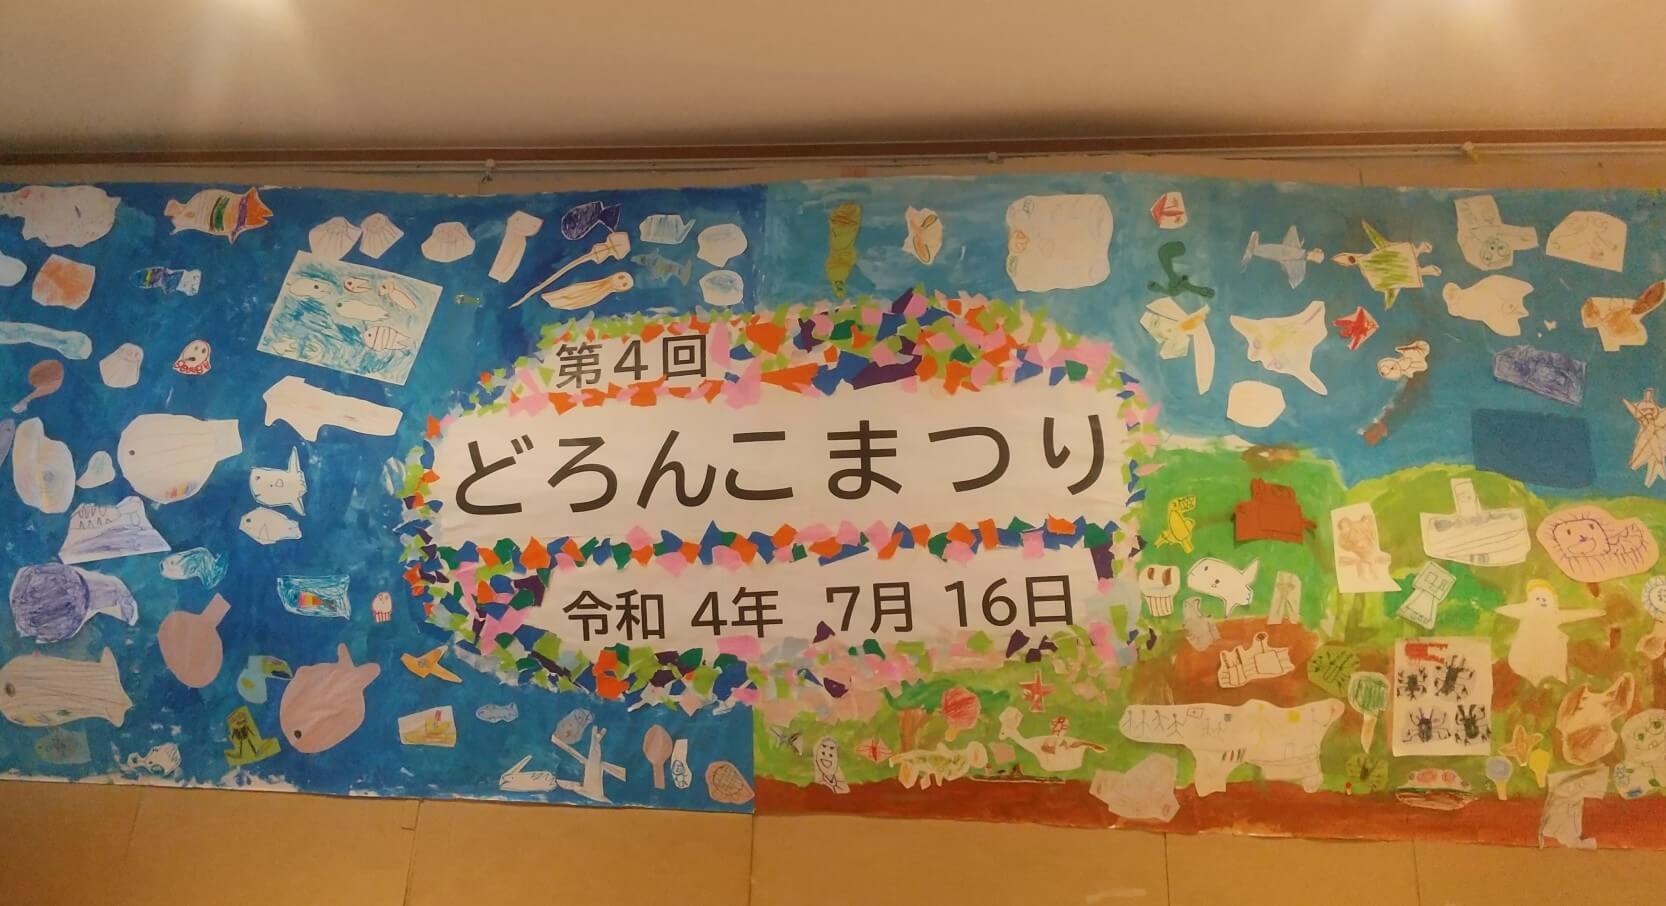 第4回
どろんこまつり
令和 4年 7月 16日